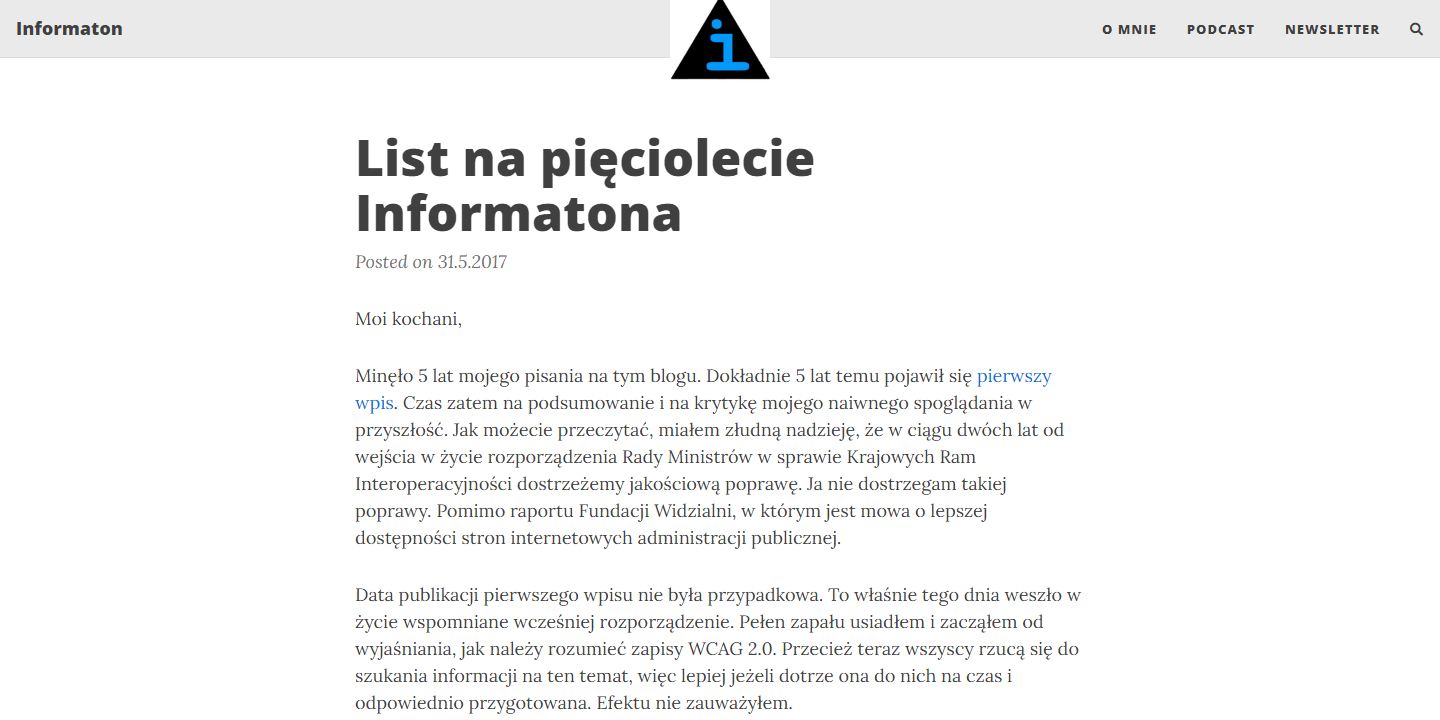 Informaton
i
O MNIE
PODCAST
NEWSLETTER
List na pięciolecie
Informatona
Posted on 31.5.2017
Moi kochani,
Minęło 5 lat mojego pisania na tym blogu. Dokładnie 5 lat temu pojawił się pierwszy
wpis. Czas zatem na podsumowanie i na krytykę mojego naiwnego spoglądania w
przyszłość. Jak możecie przeczytać, miałem złudną nadzieję, że w ciągu dwóch lat od
wejścia w życie rozporządzenia Rady Ministrów w sprawie Krajowych Ram
Interoperacyjności dostrzeżemy jakościową poprawę. Ja nie dostrzegam takiej
poprawy. Pomimo raportu Fundacji Widzialni, w którym jest mowa o lepszej
dostępności stron internetowych administracji publicznej.
Data publikacji pierwszego wpisu nie była przypadkowa. To właśnie tego dnia weszło w
życie wspomniane wcześniej rozporządzenie. Pełen zapału usiadłem i zacząłem od
wyjaśniania, jak należy rozumieć zapisy WCAG 2.0. Przecież teraz wszyscy rzucą się do
szukania informacji na ten temat, więc lepiej jeżeli dotrze ona do nich na czas i
odpowiednio przygotowana. Efektu nie zauważyłem.